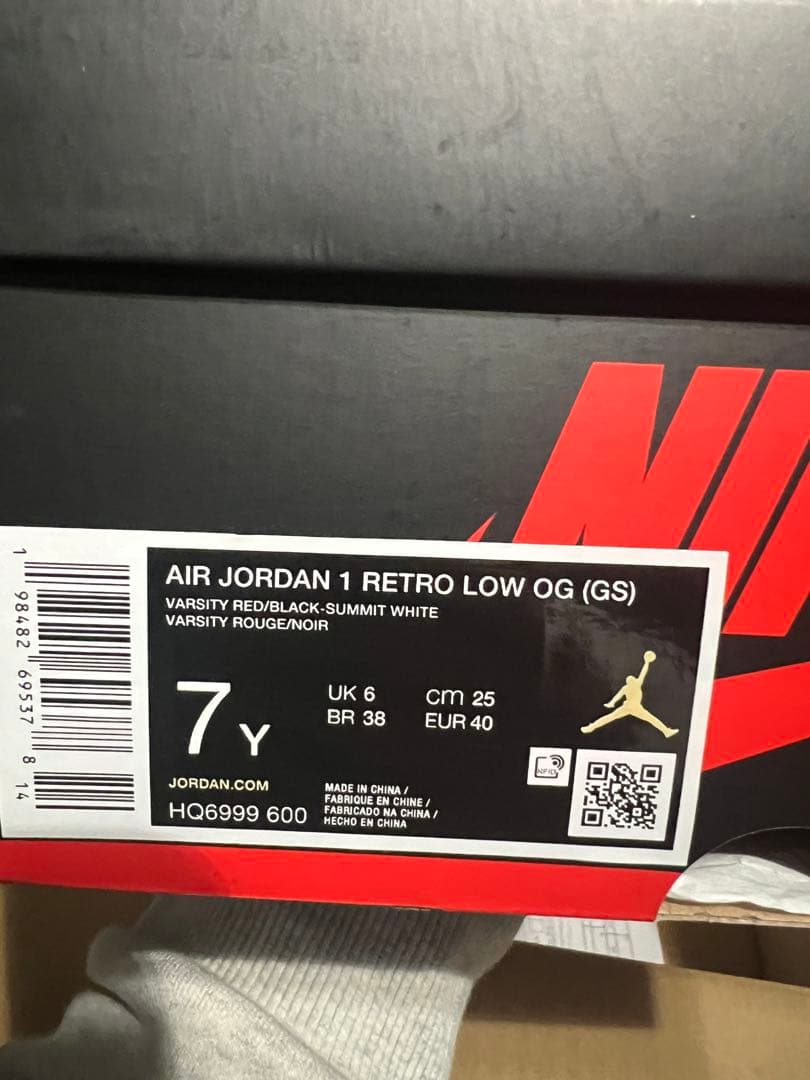 NI
AIR JORDAN 1 RETRO LOW OG (GS)
VARSITY RED/BLACK-SUMMIT WHITE
VARSITY ROUGE/NOIR
7Y
UK 6
BR 38
cm 25
EUR 40
RFID
JORDAN.COM
HQ6999 600
MADE IN CHINA /
FABRIQUE EN CHINE /
FABRICADO NA CHINA /
HECHO EN CHINA
1 98482 69537 8 14